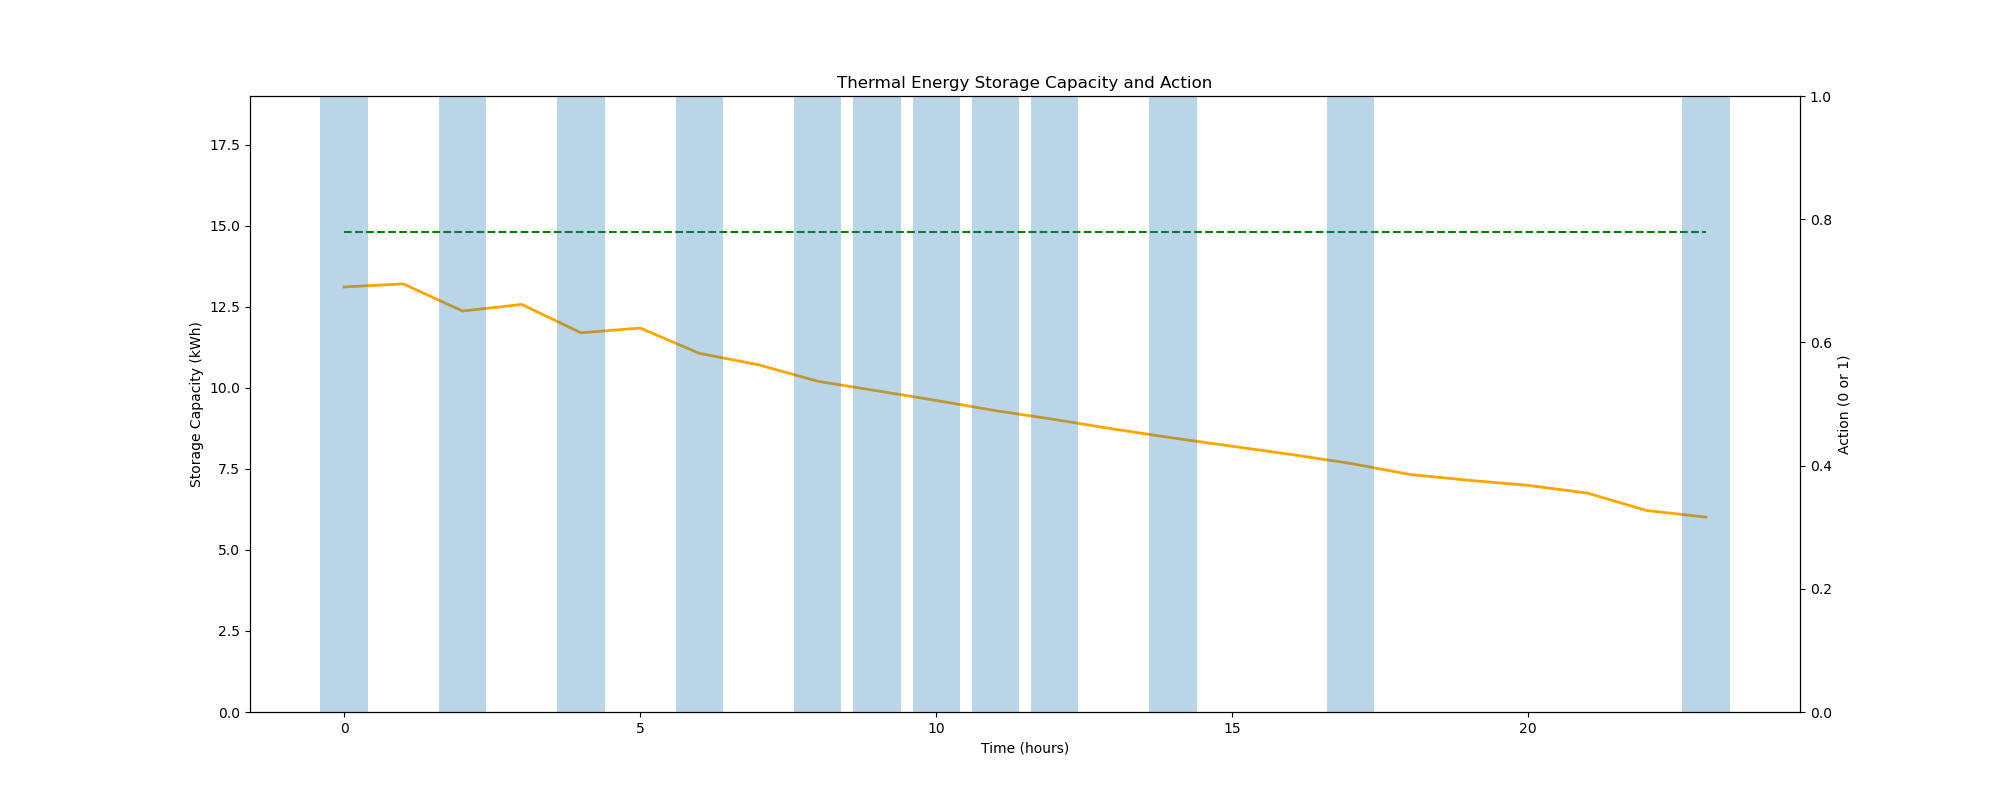 Thermal Energy Storage Capacity and Action
17.5
15.0
12.5
10.0
7.5
5.0
2.5
0.0
Storage Capacity (kWh)
1.0
0.8
0.6
0.4
0.2
0.0
Action (0 or 1)
0 5 10 15 20
Time (hours)